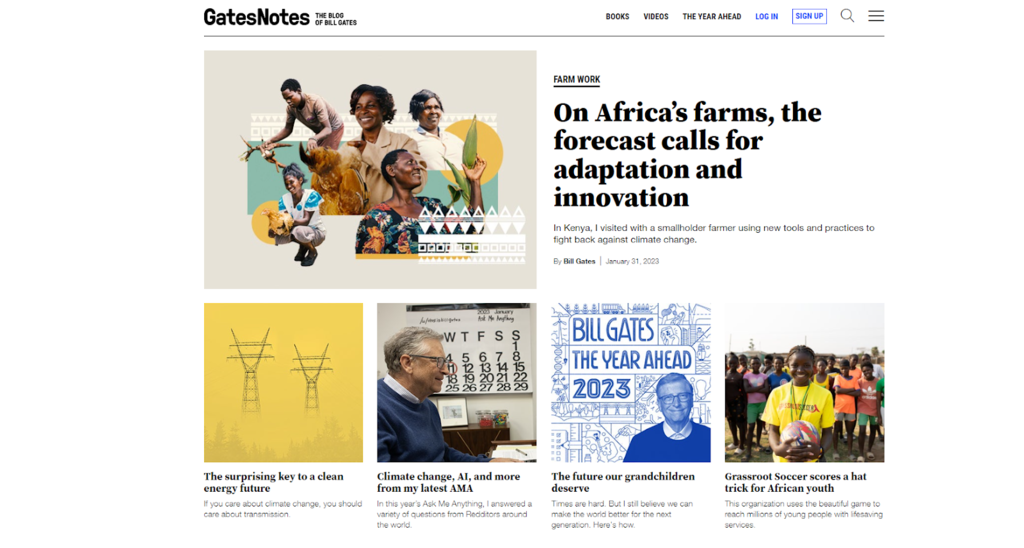 GatesNotes THE BLOG
OF BILL GATES
BOOKS VIDEOS THE YEAR AHEAD LOG IN SIGN UP
FARM WORK
On Africa's farms, the
forecast calls for
adaptation and
innovation
In Kenya, I visited with a smallholder farmer using new tools and practices to
fight back against climate change.
By Bill Gates | January 31, 2023
2023 January
Ask Me Anything
W T F S S
1
5 6 7 8
11 12 13 14 15
18 19 20 21 22
25 26 27 28 29
BILL GATES
THE YEAR AHEAD
2023
The surprising key to a clean
energy future
If you care about climate change, you should
care about transmission.
Climate change, AI, and more
from my latest AMA
In this year's Ask Me Anything, I answered a
variety of questions from Redditors around
the world.
The future our grandchildren
deserve
Times are hard. But I still believe we can
make the world better for the next
generation. Here's how.
Grassroot Soccer scores a hat
trick for African youth
This organization uses the beautiful game to
reach millions of young people with lifesaving
services.